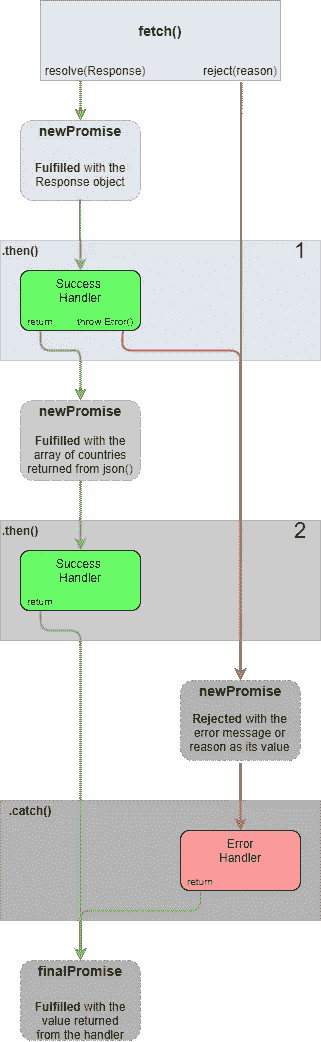 fetch()
resolve(Response) reject(reason)
newPromise
Fulfilled with the
Response object
.then() 1
Success
Handler
return throw Error()
newPromise
Fulfilled with the
array of countries
returned from json()
.then() 2
Success
Handler
return
newPromise
Rejected with the
error message or
reason as its value
.catch()
Error
Handler
return
finalPromise
Fulfilled with the
value returned
from the handler